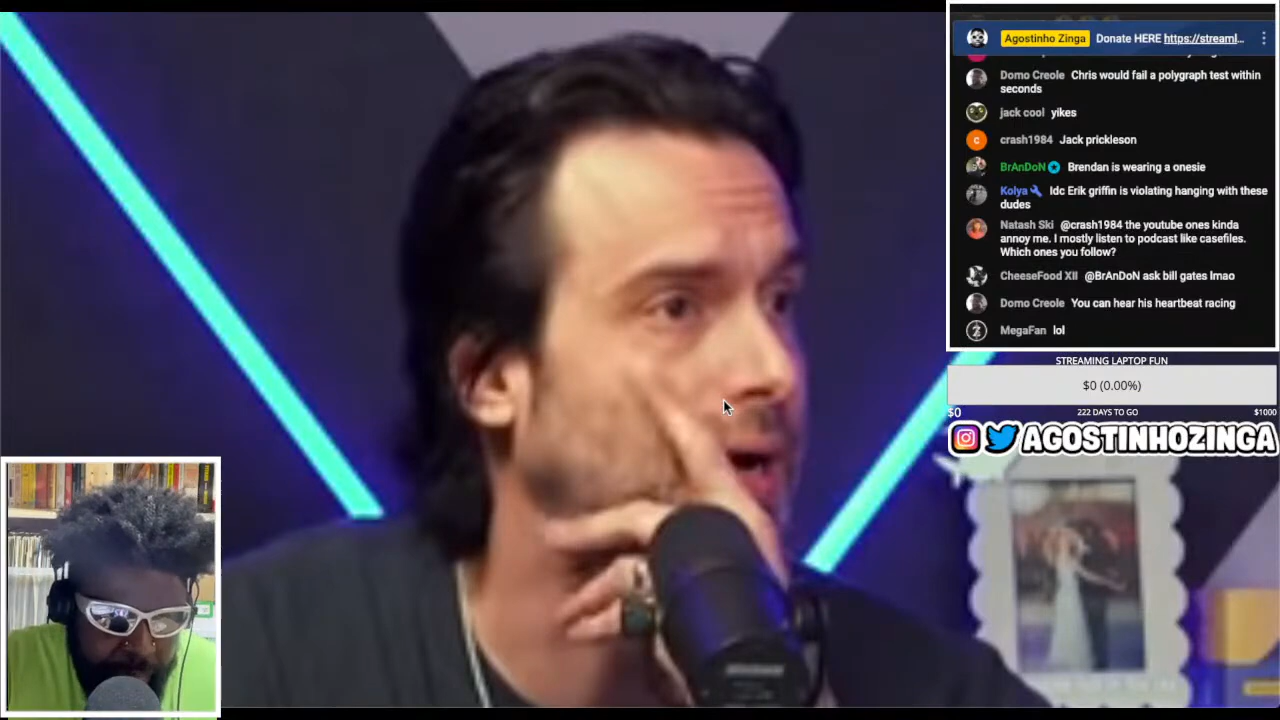 Agostinho Zinga Donate HERE https://streaml...
Domo Creole Chris would fail a polygraph test within
seconds
jack cool yikes
c crash1984 Jack prickleson
BrAnDoN Brendan is wearing a onesie
Kolya Idc Erik griffin is violating hanging with these
dudes
Natash Ski @crash1984 the youtube ones kinda
annoy me. I mostly listen to podcast like casefiles.
Which ones you follow?
CheeseFood XII @BrAnDoN ask bill gates lmao
Domo Creole You can hear his heartbeat racing
MegaFan lol
STREAMING LAPTOP FUN
$0 (0.00%)
$0 222 DAYS TO GO $1000
AGOSTINHOZINGA